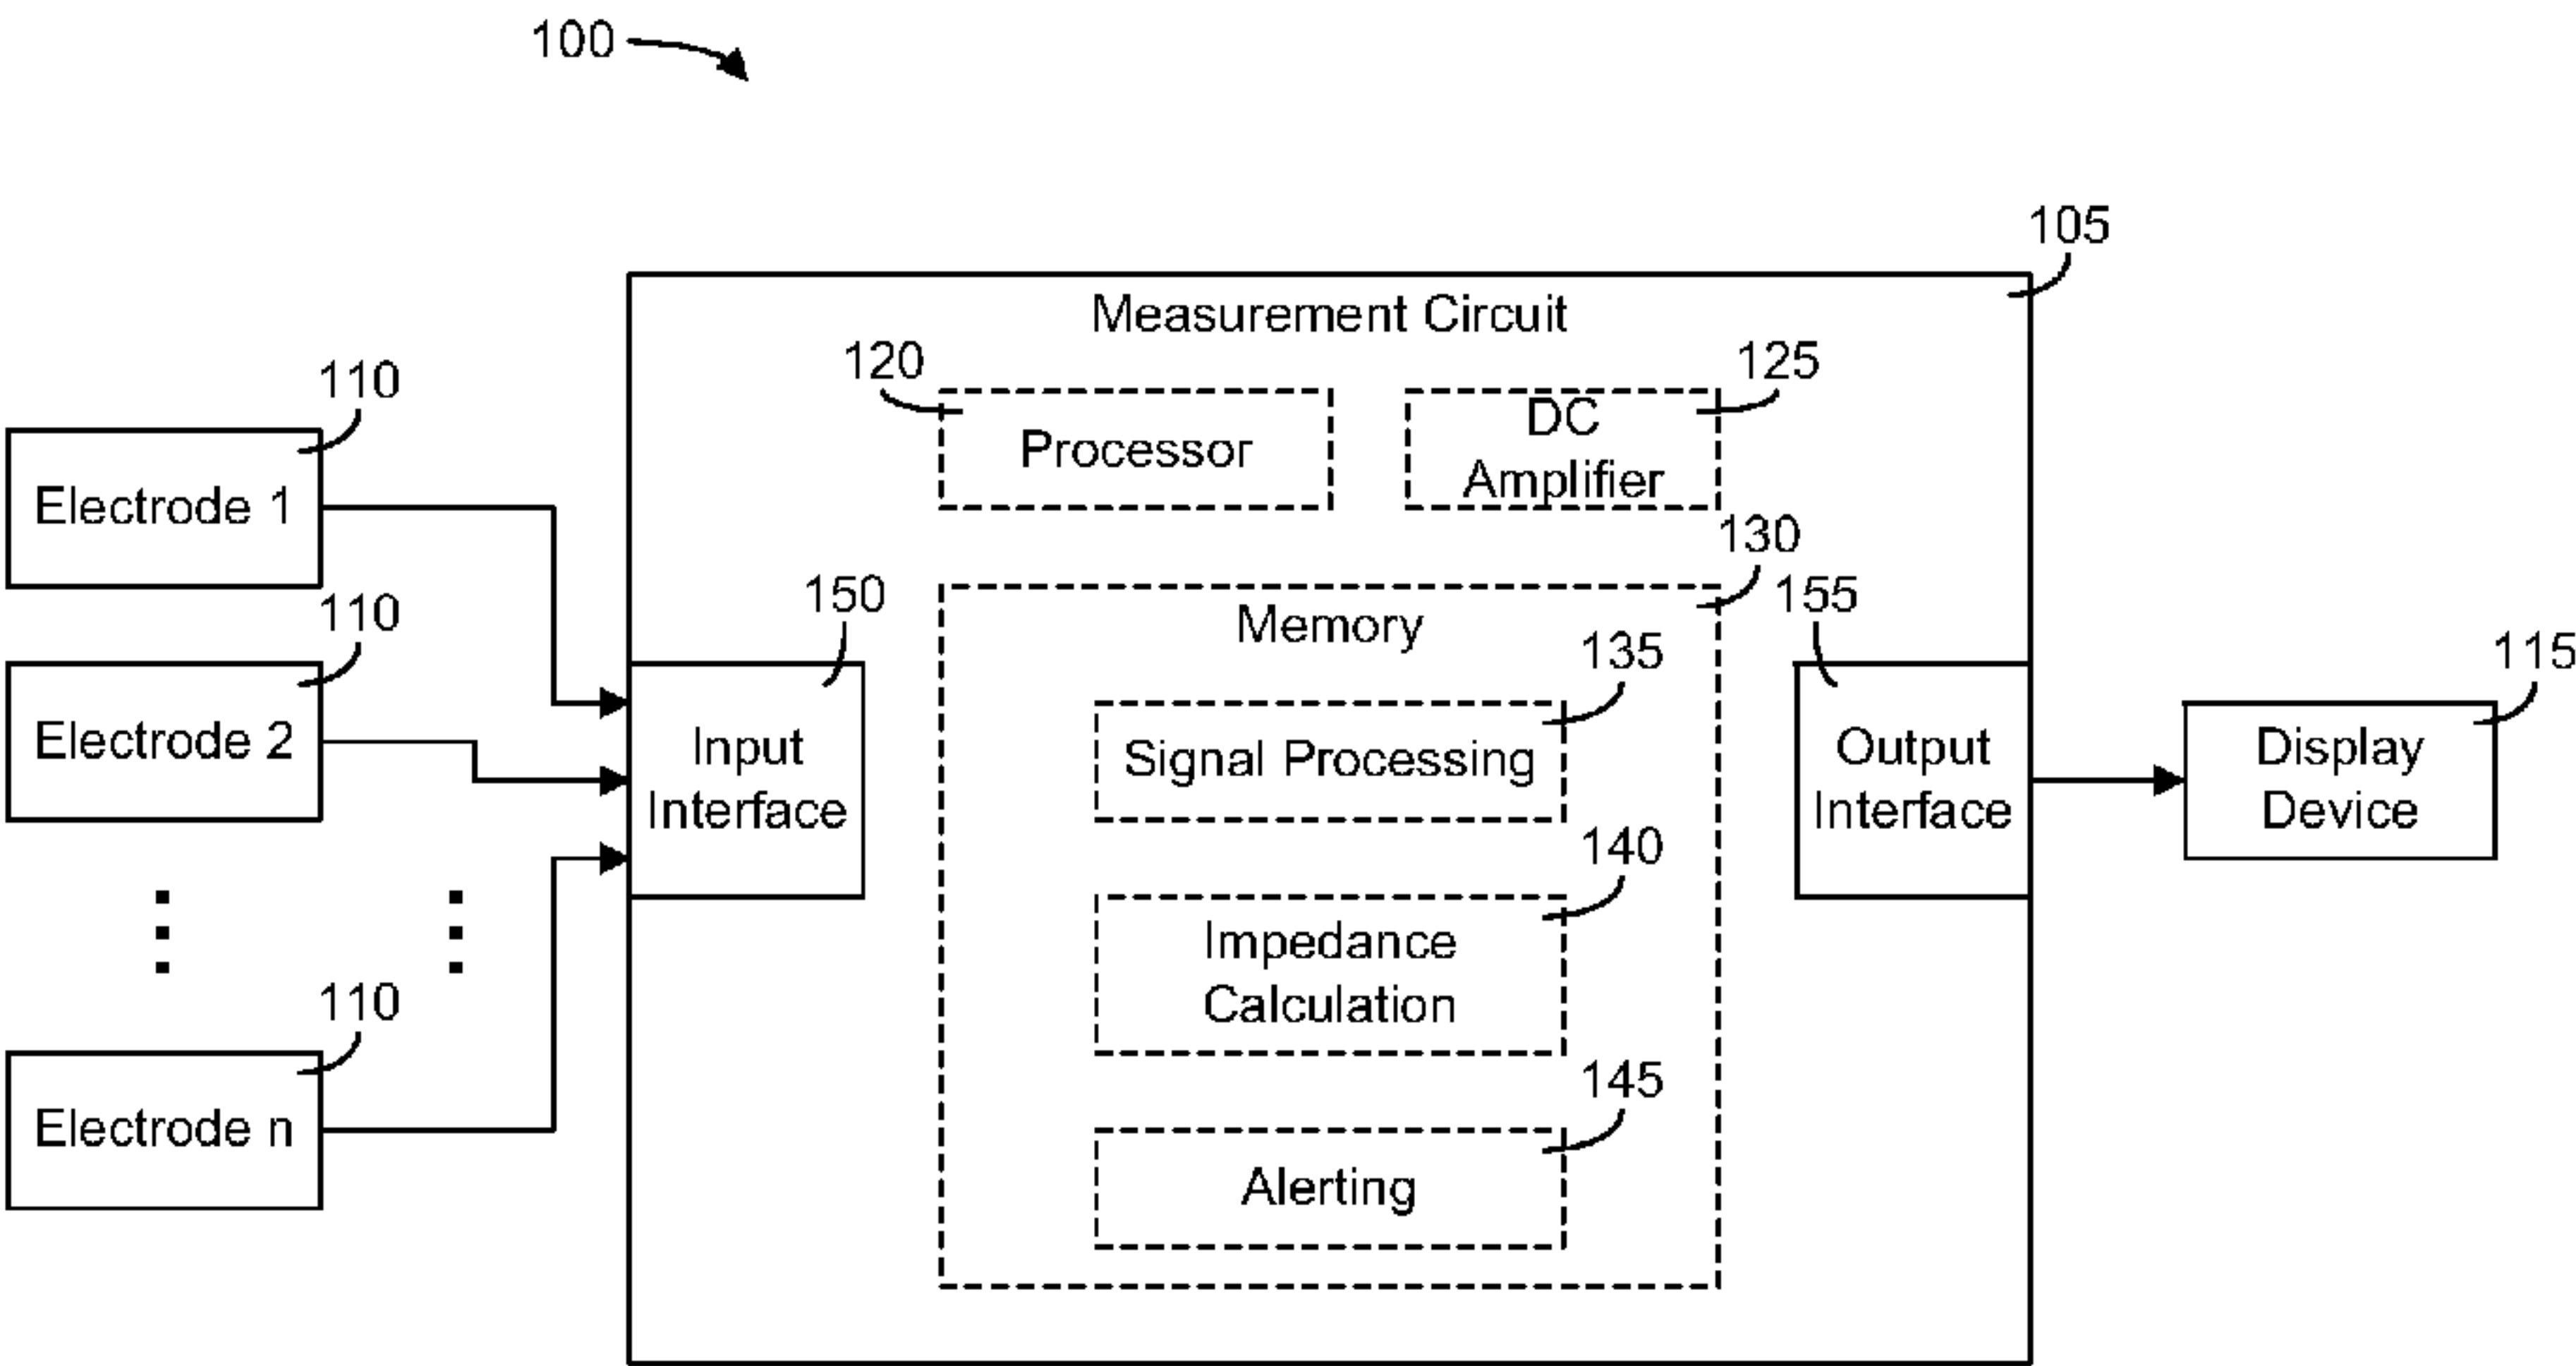 100
105
Measurement Circuit
120
125
110
Processor
DC
Amplifier
Electrode 1
130
110
150
155
Memory
135
115
Electrode 2
Input
Interface
Signal Processing
Output
Interface
Display
Device
140
Impedance
Calculation
110
145
Electrode n
Alerting